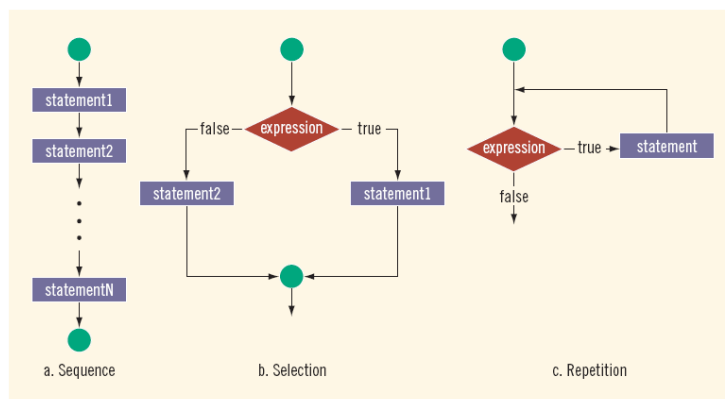 statement1
statement2
statementN
a. Sequence
expression
false
true
statement2
statement1
b. Selection
expression
true
statement
false
c. Repetition